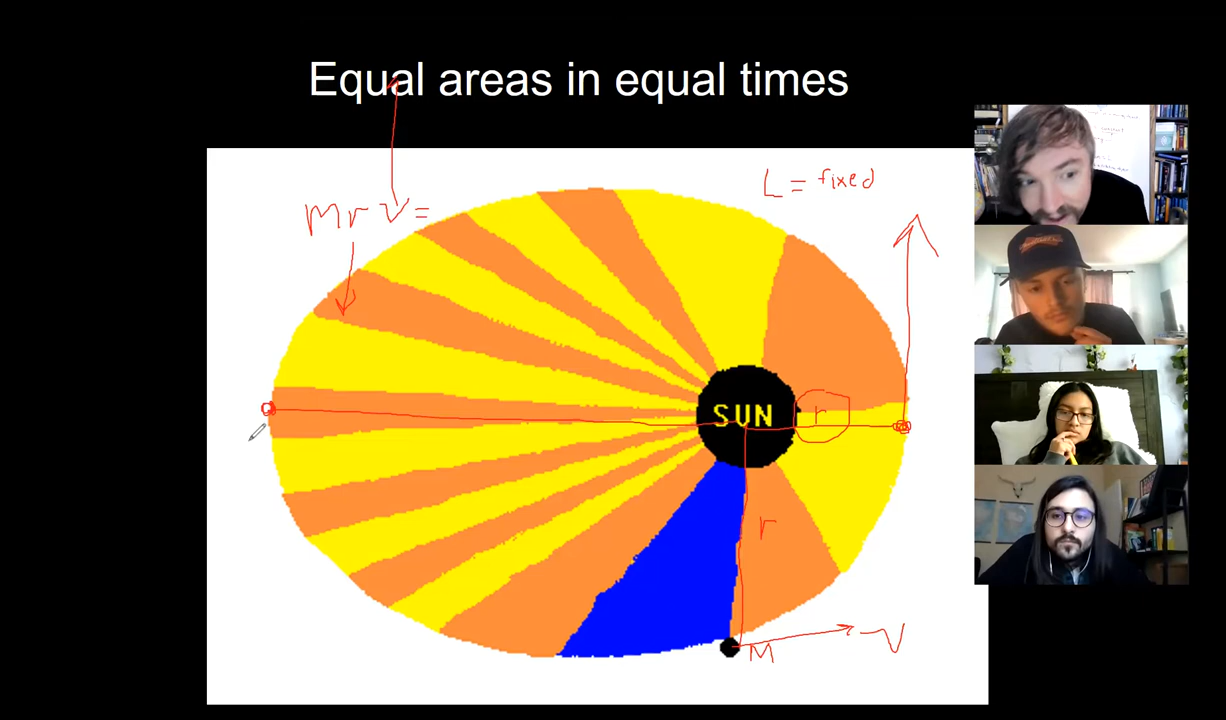 Equal areas in equal times
L = fixed
mrv=
SUN
r
r
M
v